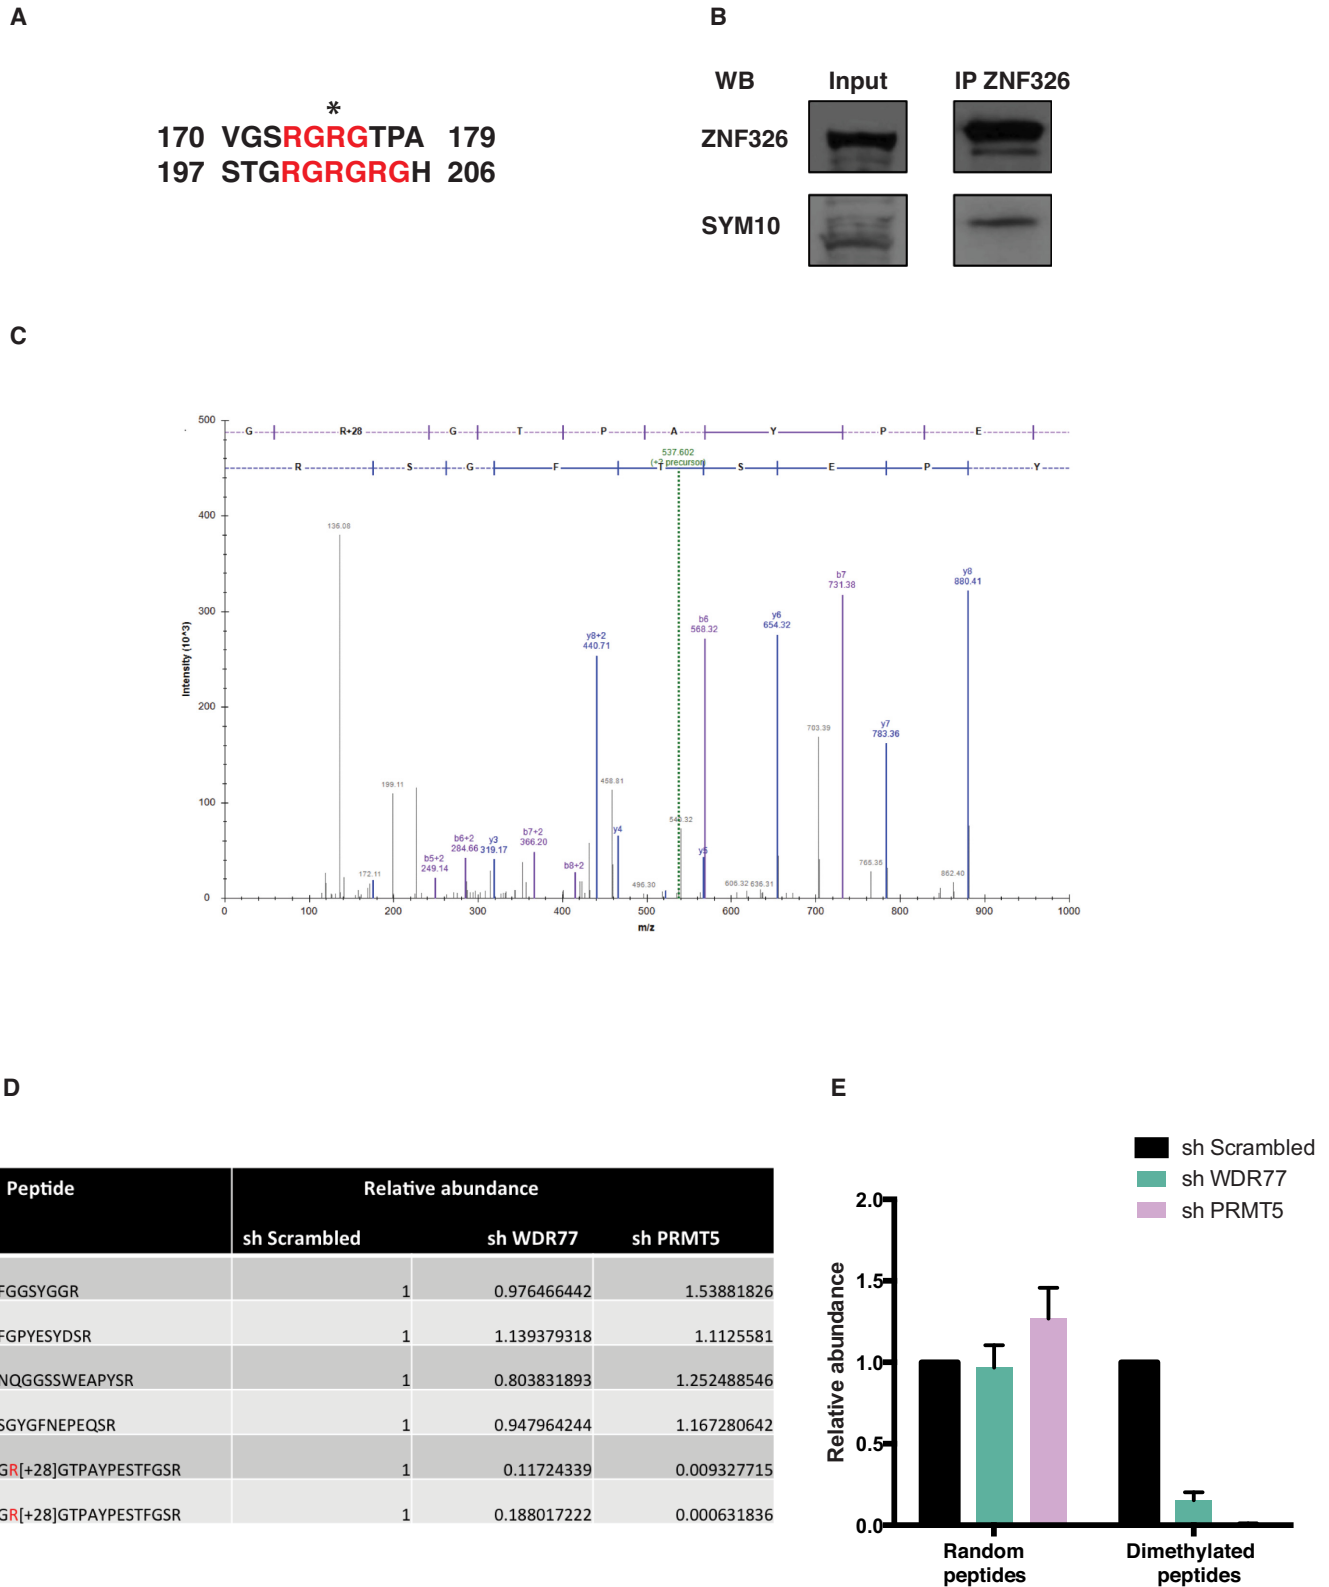 A
*
170 VGSRGRGTPA 179
197 STGRGRGRGH 206
B
WB Input IP ZNF326
ZNF326
SYM10
C
500
400
300
200
100
0
Intensity (10^3)
G R+28 G T P A Y P E
R S G F T S E P Y
537.602
(+2 precursor)
136.08
199.11
172.11
b5+2
249.14
b6+2
284.66
y3
319.17
b7+2
366.20
b8+2
y8+2
440.71
458.81
y4
496.30
y5
b6
568.32
606.32 636.31
y6
654.32
703.39
b7
731.38
765.35
y7
783.36
862.40
y8
880.41
0 100 200 300 400 500 600 700 800 900 1000
m/z
D
Peptide Relative abundance
sh Scrambled sh WDR77 sh PRMT5
FGGSYGGR 1 0.976466442 1.53881826
FGPYESYDSR 1 1.139379318 1.1125581
NQGGSSWEAPYSR 1 0.803831893 1.252488546
SGYGFNEPEQSR 1 0.947964244 1.167280642
GR[+28]GTPAYPESTFGSR 1 0.11724339 0.009327715
GR[+28]GTPAYPESTFGSR 1 0.188017222 0.000631836
E
sh Scrambled
sh WDR77
sh PRMT5
Relative abundance
2.0
1.5
1.0
0.5
0.0
Random
peptides
Dimethylated
peptides